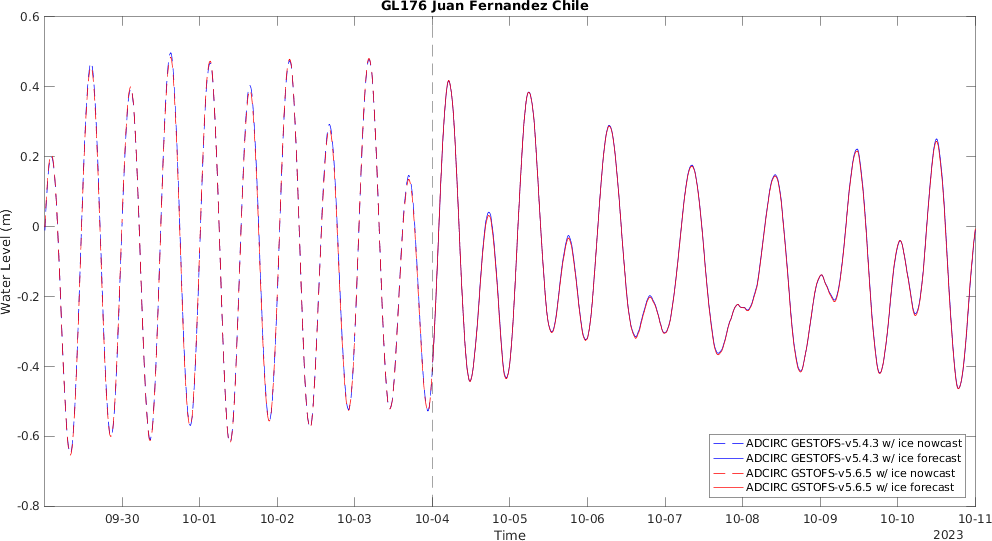 GL176 Juan Fernandez Chile
0.6
0.4
0.2
0
-0.2
-0.4
-0.6
-0.8
Water Level (m)
ADCIRC GESTOFS-v5.4.3 w/ ice nowcast
ADCIRC GESTOFS-v5.4.3 w/ ice forecast
ADCIRC GSTOFS-v5.6.5 w/ ice nowcast
ADCIRC GSTOFS-v5.6.5 w/ ice forecast
09-30 10-01 10-02 10-03 10-04 10-05 10-06 10-07 10-08 10-09 10-10 10-11
Time
2023